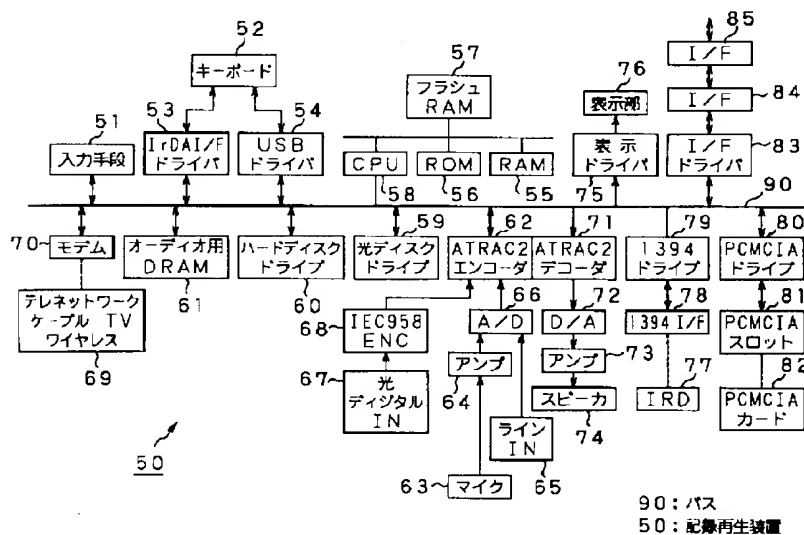 85
52
I/F
キーボード
57
フラッシュ
RAM
76
表示部
84
I/F
53
54
51
入力手段
IrDAI/F
ドライバ
USB
ドライバ
CPU
ROM
RAM
表示
ドライバ
I/F
ドライバ
83
58
56
55
75
90
70
モデム
オーディオ用
DRAM
61
ハードディスク
ドライブ
60
59
光ディスク
ドライブ
62
ATRAC2
エンコーダ
71
ATRAC2
デコーダ
79
1394
ドライブ
80
PCMCIA
ドライブ
テレネットワーク
ケーブル TV
ワイヤレス
69
68
IEC958
ENC
66
A/D
72
D/A
78
1394 I/F
81
PCMCIA
スロット
67
光
ディジタル
IN
アンプ
64
アンプ
73
スピーカ
74
77
IRD
82
PCMCIA
カード
ライン
IN
65
50
63
マイク
90:バス
50:記録再生装置